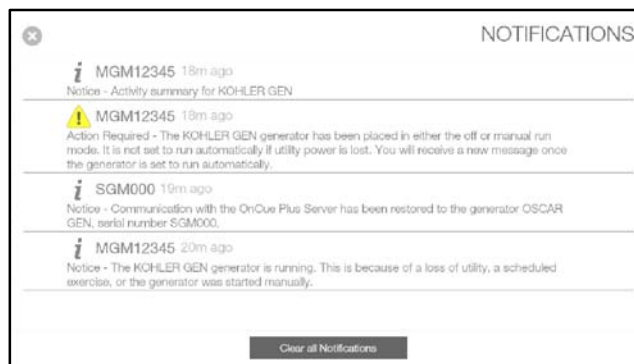 NOTIFICATIONS
MGM12345 18m ago
Notice - Activity summary for KOHLER GEN
MGM12345 18m ago
Action Required - The KOHLER GEN generator has been placed in either the off or manual run
mode. It is not set to run automatically if utility power is lost. You will receive a new message once
the generator is set to run automatically.
SGM000 19m ago
Notice - Communication with the OnCue Plus Server has been restored to the generator OSCAR
GEN, serial number SGM000.
MGM12345 20m ago
Notice - The KOHLER GEN generator is running. This is because of a loss of utility, a scheduled
exercise, or the generator was started manually.
Clear all Notifications